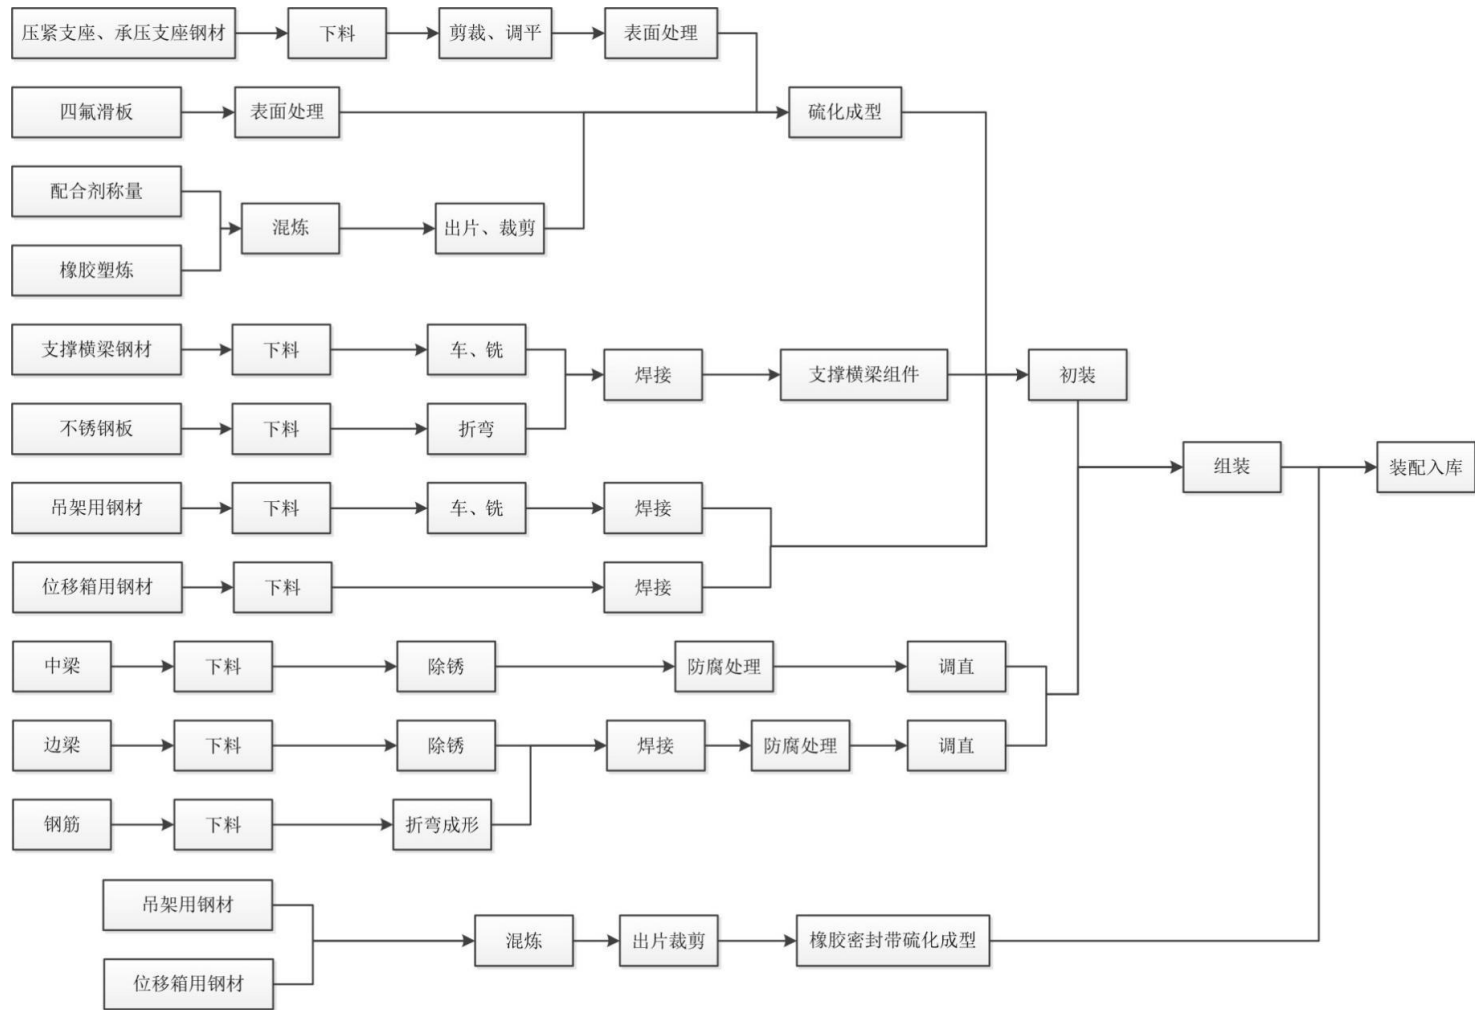 压紧支座、承压支座钢材
下料
剪裁、调平
表面处理
四氟滑板
表面处理
硫化成型
配合剂称量
混炼
出片、裁剪
橡胶塑炼
支撑横梁钢材
下料
车、铣
焊接
支撑横梁组件
初装
不锈钢板
下料
折弯
组装
装配入库
吊架用钢材
下料
车、铣
焊接
位移箱用钢材
下料
焊接
中梁
下料
除锈
防腐处理
调直
边梁
下料
除锈
焊接
防腐处理
调直
钢筋
下料
折弯成形
吊架用钢材
混炼
出片裁剪
橡胶密封带硫化成型
位移箱用钢材